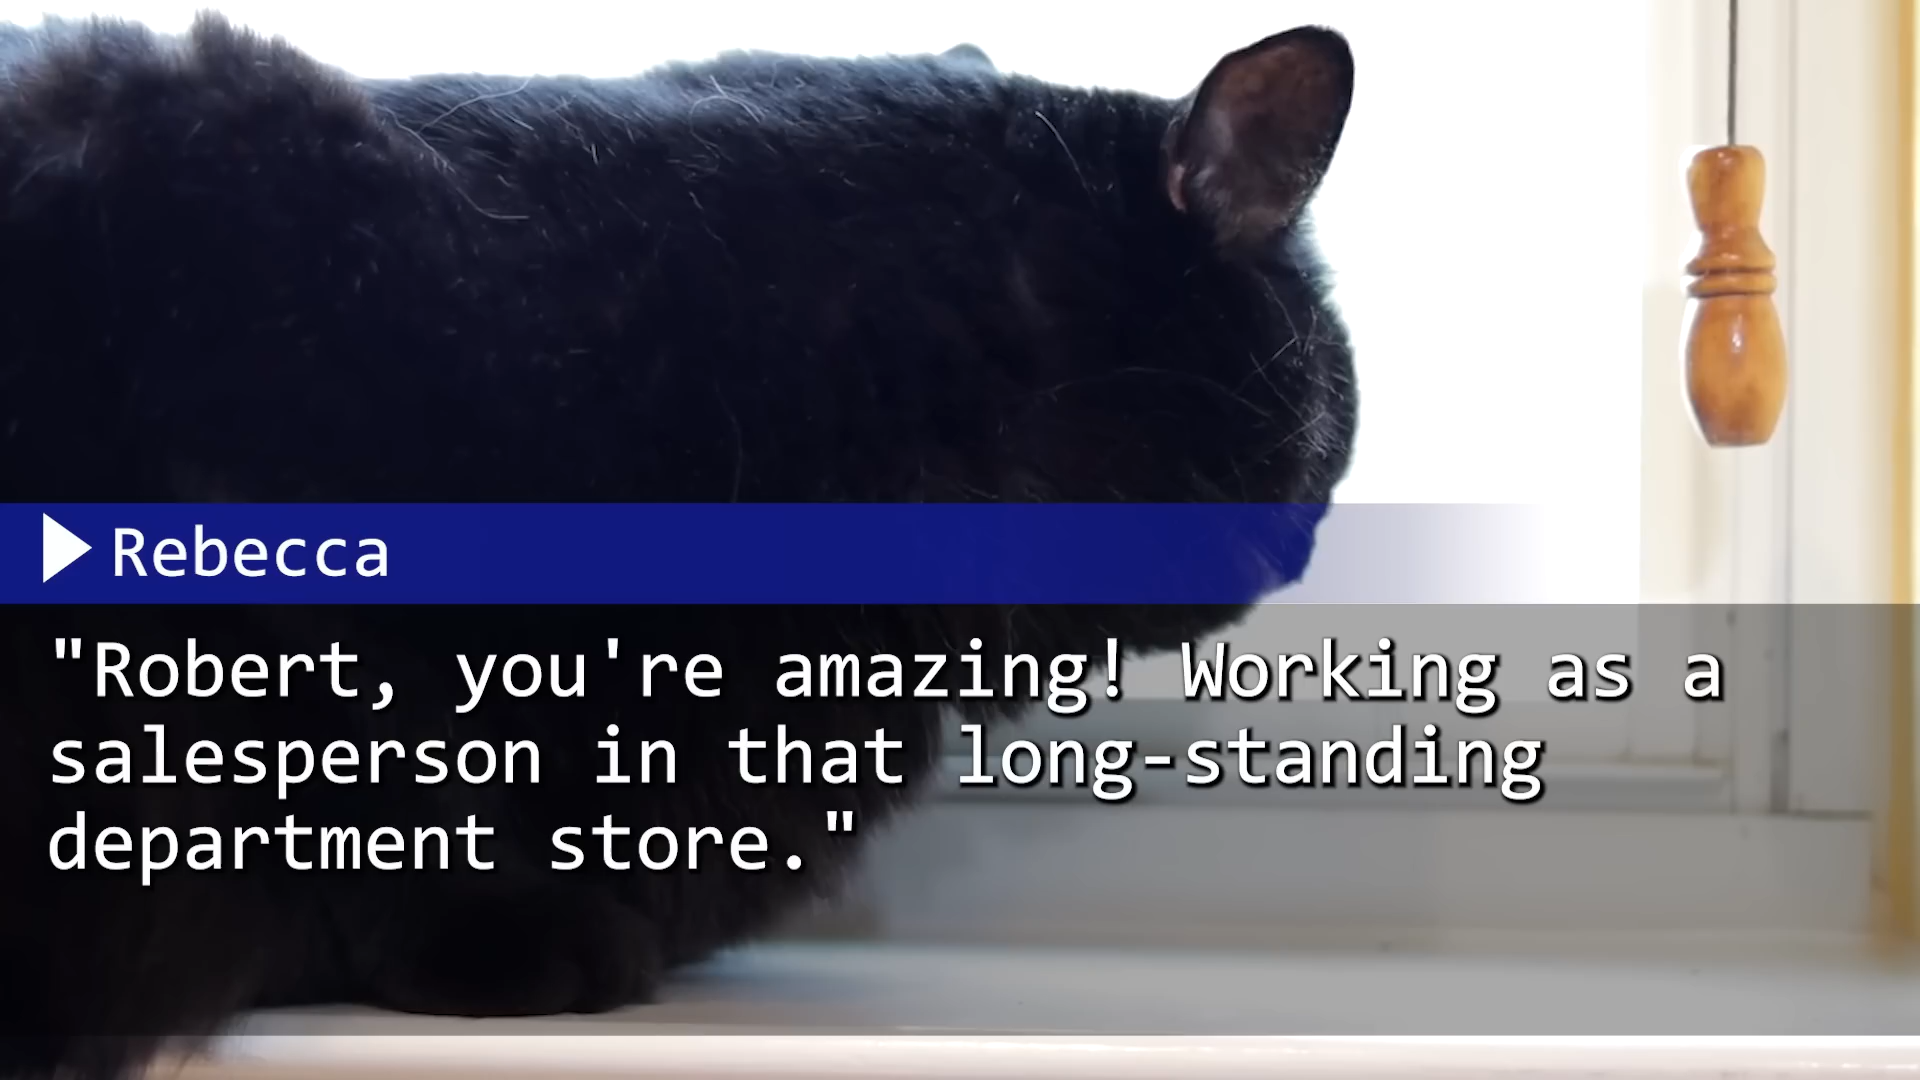 Rebecca
"Robert, you're amazing! Working as a
salesperson in that long-standing
department store."